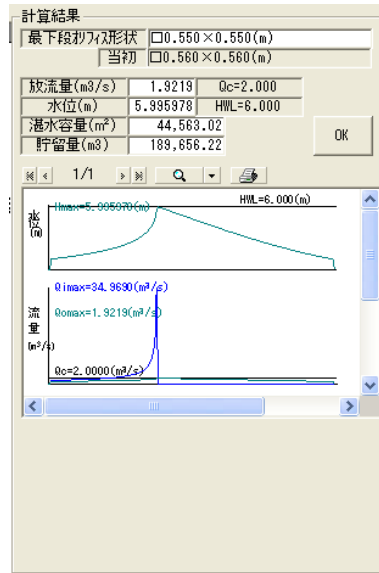 計算結果
最下段オリフィス形状 □0.550×0.550(m)
当初 □0.560×0.560(m)
放流量(m3/s) 1.9219 Qc=2.000
水位(m) 5.995978 HWL=6.000
湛水容量(m²) 44,563.02
貯留量(m3) 189,656.22
OK
1/1
水位(m)
Hmax=5.995978(m)
HWL=6.000(m)
Qimax=34.9690(m³/s)
Qomax=1.9219(m³/s)
流量(m³/s)
Qc=2.0000(m³/s)